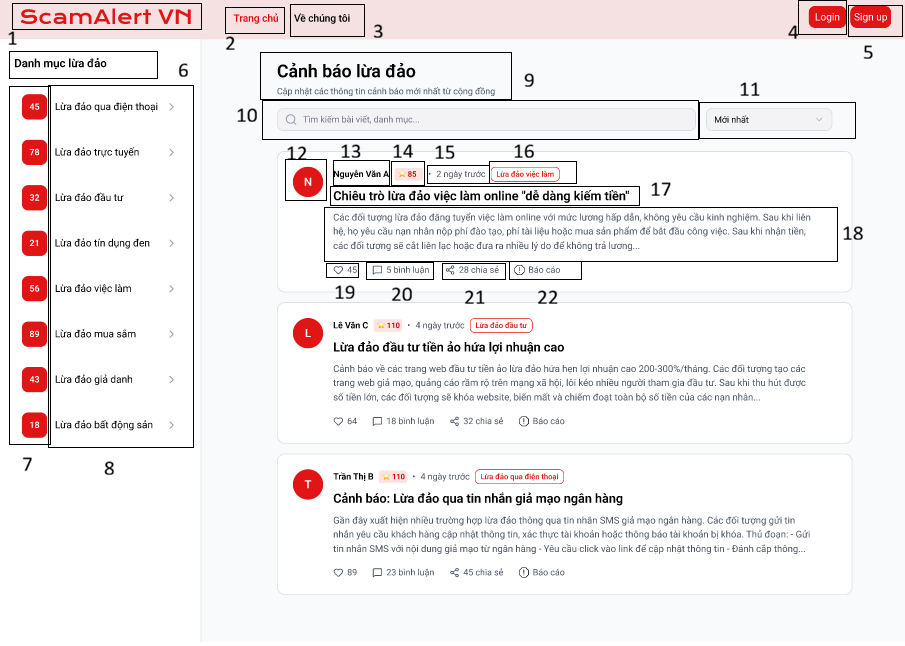 ScamAlert VN
Trang chủ
Về chúng tôi
Login
Sign up
1
2
3
4
5
Danh mục lừa đảo
6
45 Lừa đảo qua điện thoại
78 Lừa đảo trực tuyến
32 Lừa đảo đầu tư
21 Lừa đảo tín dụng đen
56 Lừa đảo việc làm
89 Lừa đảo mua sắm
43 Lừa đảo giả danh
18 Lừa đảo bất động sản
7
8
Cảnh báo lừa đảo
Cập nhật các thông tin cảnh báo mới nhất từ cộng đồng
9
10
Tìm kiếm bài viết, danh mục...
11
Mới nhất
12
13
14
15
16
N
Nguyễn Văn A 85 • 2 ngày trước Lừa đảo việc làm
17
Chiêu trò lừa đảo việc làm online "dễ dàng kiếm tiền"
Các đối tượng lừa đảo đăng tuyển việc làm online với mức lương hấp dẫn, không yêu cầu kinh nghiệm. Sau khi liên
hệ, họ yêu cầu nạn nhân nộp phí đào tạo, phí tài liệu hoặc mua sản phẩm để bắt đầu công việc. Sau khi nhận tiền,
các đối tượng sẽ cắt liên lạc hoặc đưa ra nhiều lý do để không trả lương...
18
45 5 bình luận 28 chia sẻ Báo cáo
19
20
21
22
L
Lê Văn C 110 • 4 ngày trước Lừa đảo đầu tư
Lừa đảo đầu tư tiền ảo hứa lợi nhuận cao
Cảnh báo về các trang web đầu tư tiền ảo lừa đảo hứa hẹn lợi nhuận cao 200-300%/tháng. Các đối tượng tạo các
trang web giả mạo, quảng cáo rầm rộ trên mạng xã hội, lôi kéo nhiều người tham gia đầu tư. Sau khi thu hút được
số tiền lớn, các đối tượng sẽ khóa website, biến mất và chiếm đoạt toàn bộ số tiền của các nạn nhân...
64 18 bình luận 32 chia sẻ Báo cáo
T
Trần Thị B 110 • 4 ngày trước Lừa đảo qua điện thoại
Cảnh báo: Lừa đảo qua tin nhắn giả mạo ngân hàng
Gần đây xuất hiện nhiều trường hợp lừa đảo thông qua tin nhắn SMS giả mạo ngân hàng. Các đối tượng gửi tin
nhắn yêu cầu khách hàng cập nhật thông tin, xác thực tài khoản hoặc thông báo tài khoản bị khóa. Thủ đoạn: - Gửi
tin nhắn SMS với nội dung giả mạo từ ngân hàng - Yêu cầu click vào link để cập nhật thông tin - Đánh cắp thông...
89 23 bình luận 45 chia sẻ Báo cáo